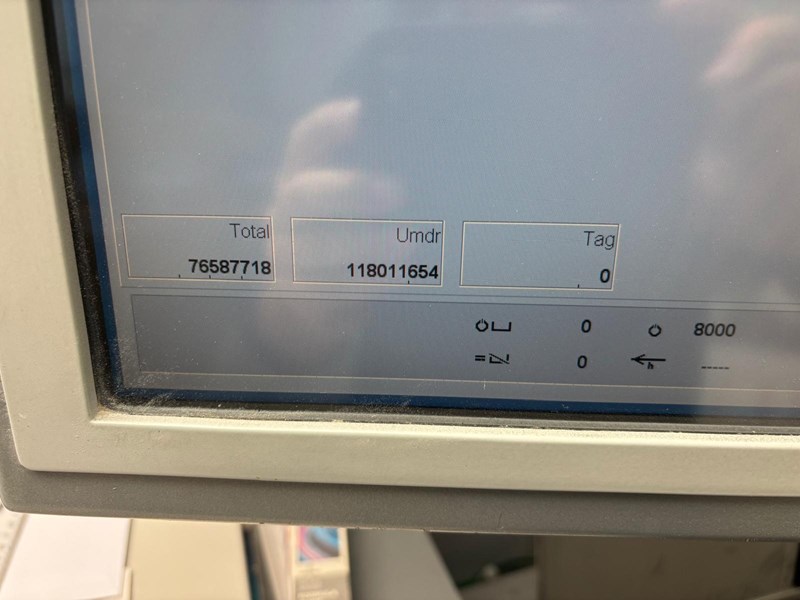 Total
76587718
Umdr
118011654
Tag
0
0
8000
0
h
-----